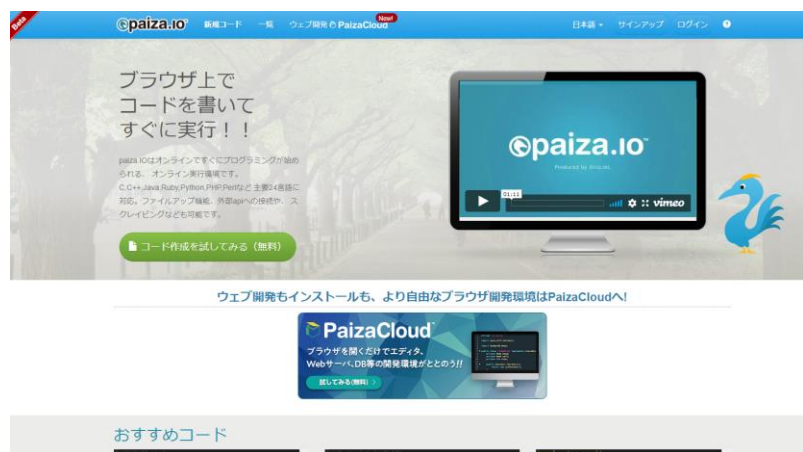 Beta
paiza.IO
新規コード
一覧
ウェブ開発 PaizaCloud
New!
日本語
サインアップ
ログイン
ブラウザ上で
コードを書いて
すぐに実行！！
paiza.IOはオンラインですぐにプログラミングが始め
られる、オンライン実行環境です。
C,C++,Java,Ruby,Python,PHP,Perlなど主要24言語に
対応。ファイルアップ機能、外部apiへの接続や、ス
クレイピングなども可能です。
コード作成を試してみる（無料）
paiza.IO
01:11
vimeo
ウェブ開発もインストールも、より自由なブラウザ開発環境はPaizaCloudへ!
PaizaCloud
ブラウザを開くだけでエディタ、
Webサーバ、DB等の開発環境がととのう!!
試してみる(無料)
おすすめコード